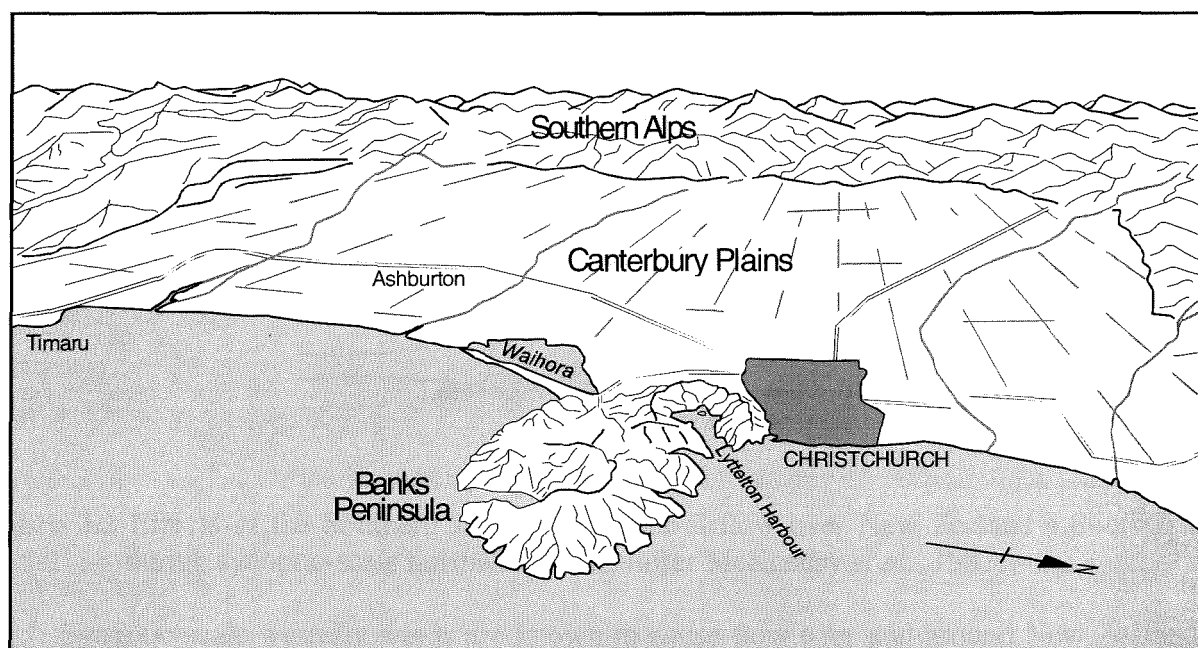 Southern Alps
Canterbury Plains
Ashburton
Timaru
Waihora
CHRISTCHURCH
Lyttelton Harbour
Banks
Peninsula
N